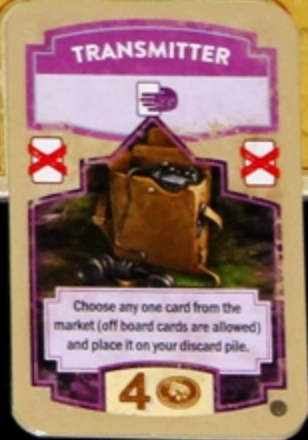 TRANSMITTER
Choose any one card from the
market (off board cards are allowed)
and place it on your discard pile.
4